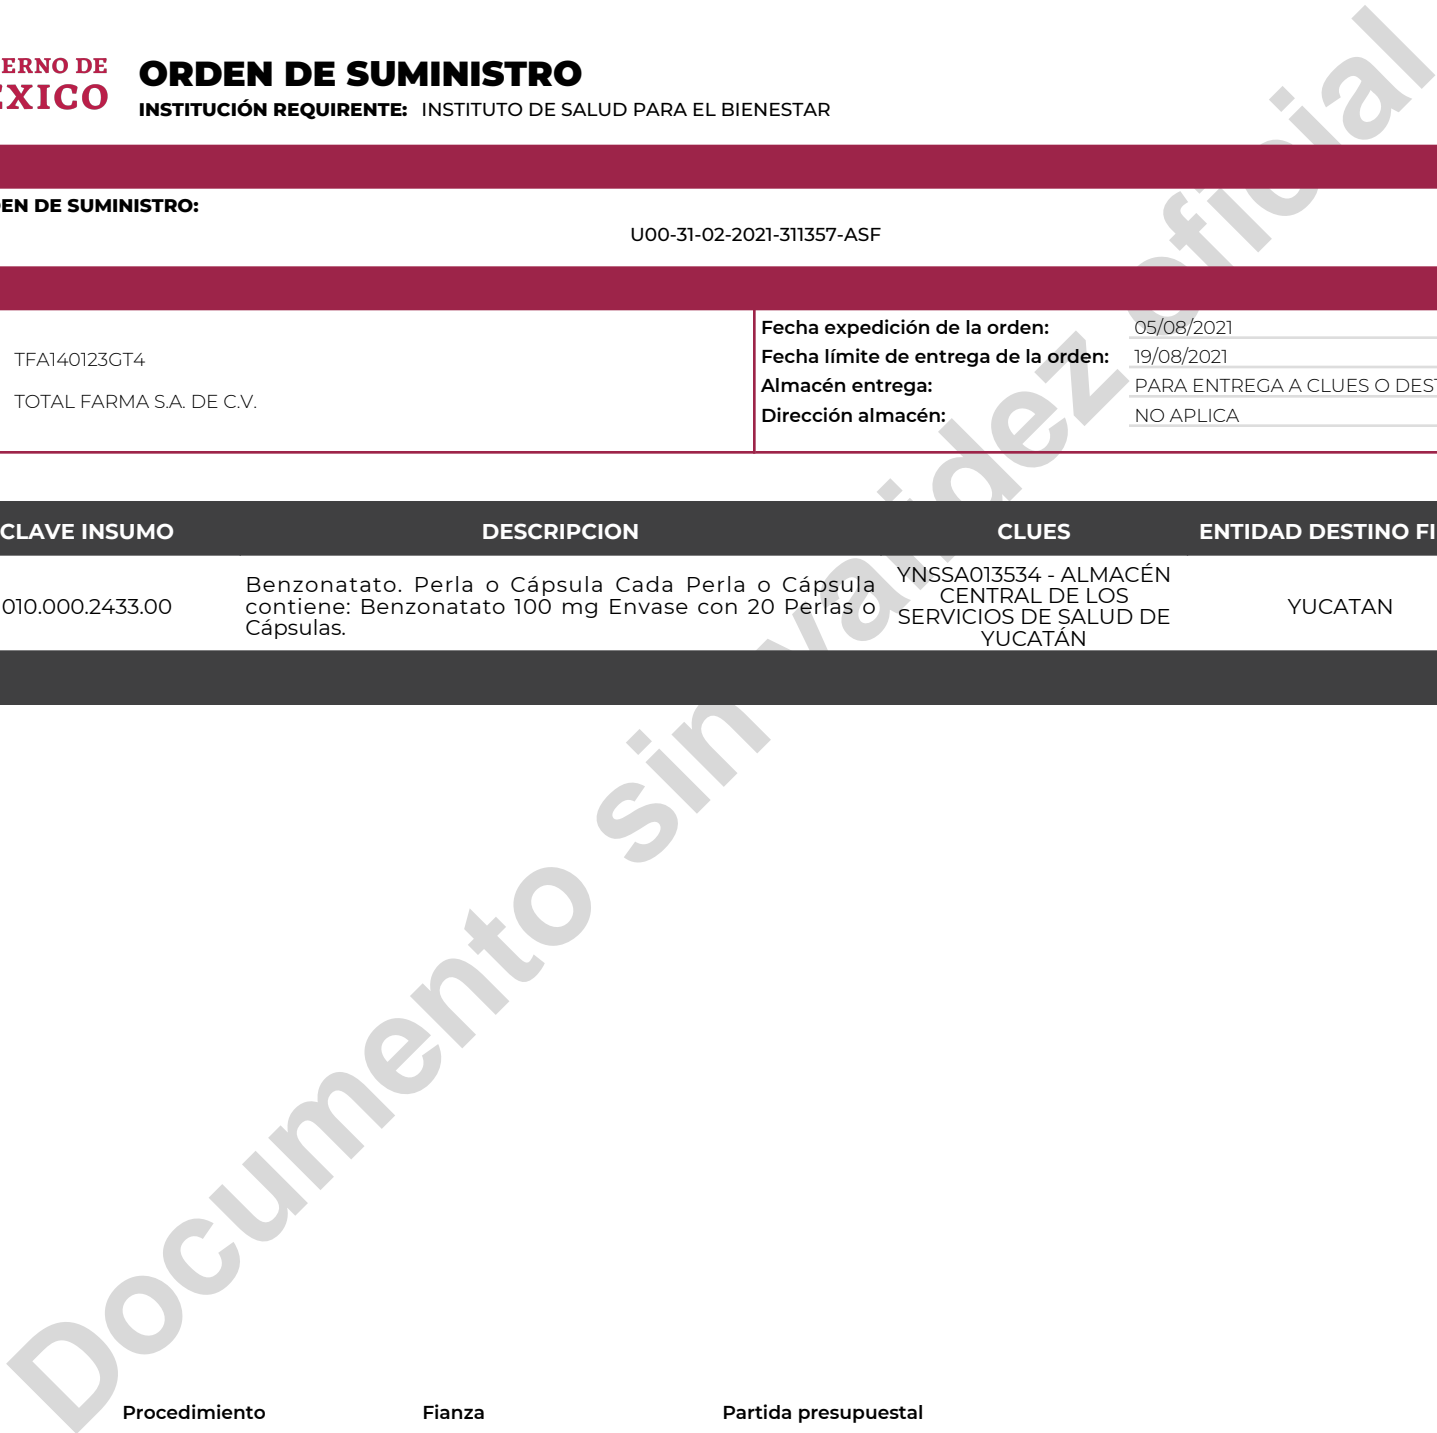 ERNO DE
ÉXICO
ORDEN DE SUMINISTRO
INSTITUCIÓN REQUIRENTE: INSTITUTO DE SALUD PARA EL BIENESTAR
EN DE SUMINISTRO:
U00-31-02-2021-311357-ASF
TFA140123GT4
TOTAL FARMA S.A. DE C.V.
Fecha expedición de la orden: 05/08/2021
Fecha límite de entrega de la orden: 19/08/2021
Almacén entrega: PARA ENTREGA A CLUES O DEST
Dirección almacén: NO APLICA
CLAVE INSUMO DESCRIPCION CLUES ENTIDAD DESTINO FI
010.000.2433.00
Benzonatato. Perla o Cápsula Cada Perla o Cápsula
contiene: Benzonatato 100 mg Envase con 20 Perlas o
Cápsulas.
YNSSA013534 - ALMACÉN
CENTRAL DE LOS
SERVICIOS DE SALUD DE
YUCATÁN
YUCATAN
Documento sin validez oficial
Procedimiento Fianza Partida presupuestal